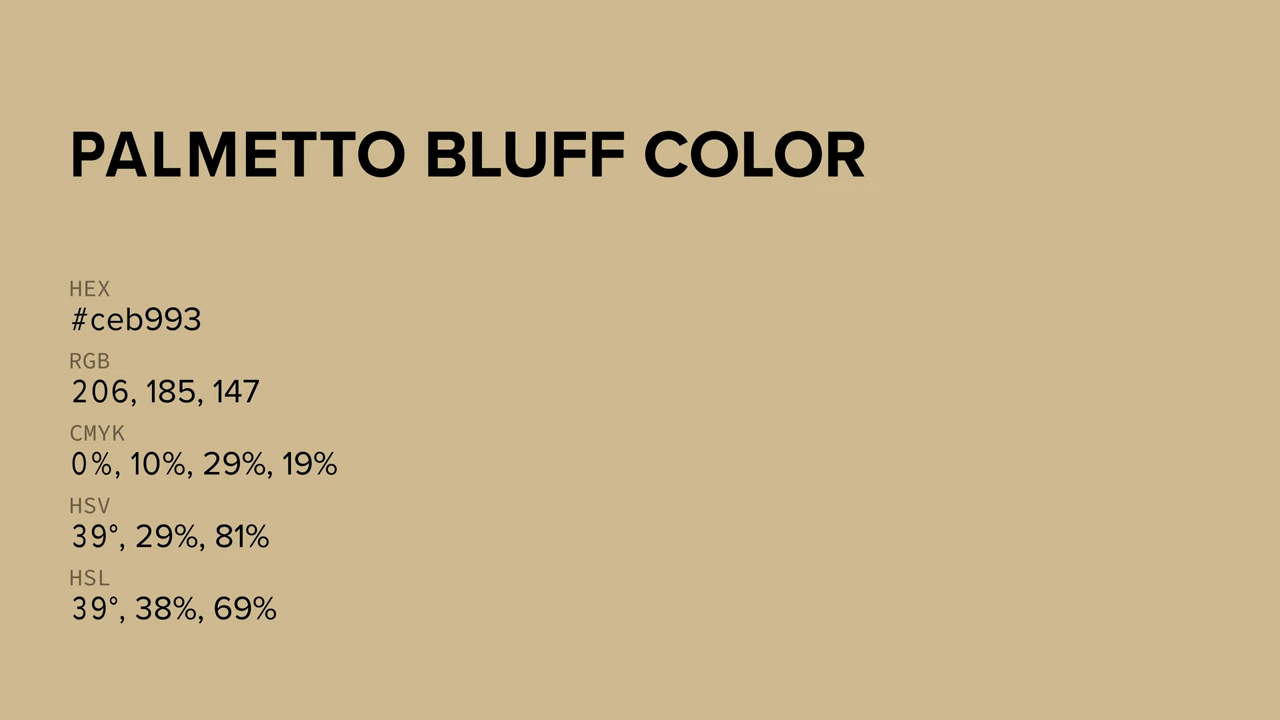 PALMETTO BLUFF COLOR
HEX
#ceb993
RGB
206, 185, 147
CMYK
0%, 10%, 29%, 19%
HSV
39°, 29%, 81%
HSL
39°, 38%, 69%